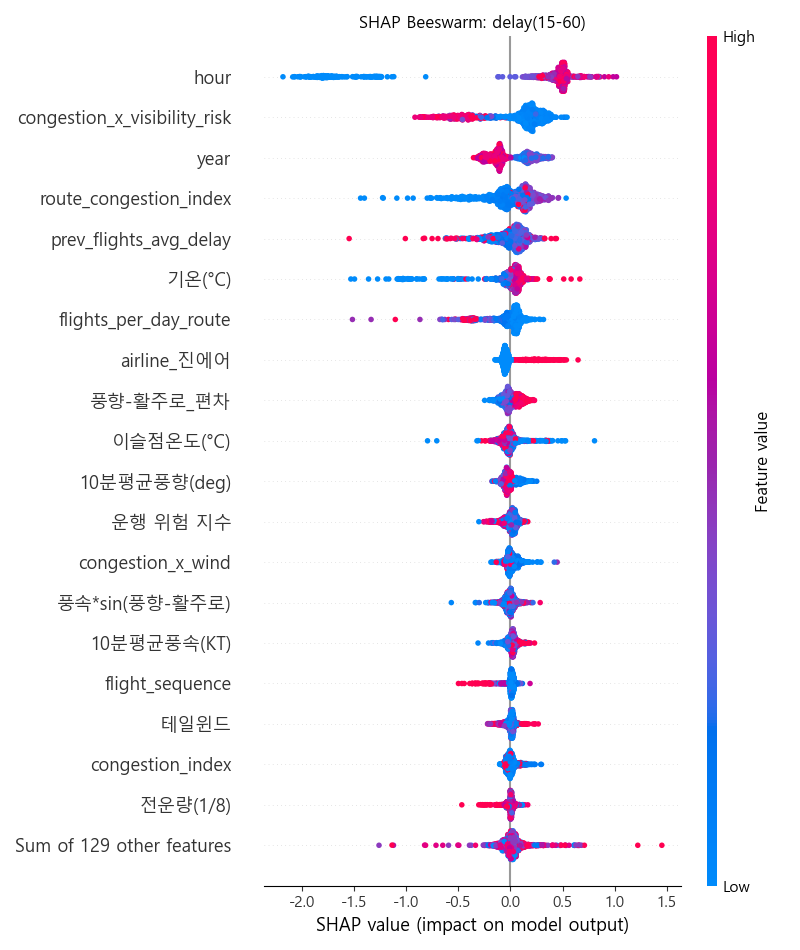 SHAP Beeswarm: delay(15-60)
High
hour
congestion_x_visibility_risk
year
route_congestion_index
prev_flights_avg_delay
기온(°C)
flights_per_day_route
airline_진에어
풍향-활주로_편차
이슬점온도(°C)
10분평균풍향(deg)
운행 위험 지수
congestion_x_wind
풍속*sin(풍향-활주로)
10분평균풍속(KT)
flight_sequence
테일윈드
congestion_index
전운량(1/8)
Sum of 129 other features
Feature value
Low
-2.0 -1.5 -1.0 -0.5 0.0 0.5 1.0 1.5
SHAP value (impact on model output)